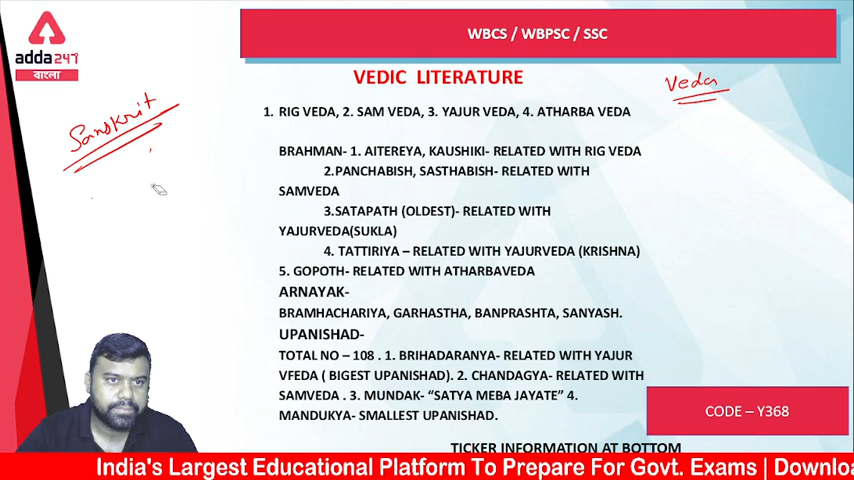 WBCS / WBPSC / SSC
adda247
বাংলা
VEDIC LITERATURE
Veda
Sanskrit
1. RIG VEDA, 2. SAM VEDA, 3. YAJUR VEDA, 4. ATHARBA VEDA
BRAHMAN- 1. AITEREYA, KAUSHIKI- RELATED WITH RIG VEDA
2.PANCHABISH, SASTHABISH- RELATED WITH
SAMVEDA
3.SATAPATH (OLDEST)- RELATED WITH
YAJURVEDA(SUKLA)
4. TATTIRIYA – RELATED WITH YAJURVEDA (KRISHNA)
5. GOPOTH- RELATED WITH ATHARBAVEDA
ARNAYAK-
BRAMHACHARIYA, GARHASTHA, BANPRASHTA, SANYASH.
UPANISHAD-
TOTAL NO – 108 . 1. BRIHADARANYA- RELATED WITH YAJUR
VFEDA ( BIGEST UPANISHAD). 2. CHANDAGYA- RELATED WITH
SAMVEDA . 3. MUNDAK- “SATYA MEBA JAYATE” 4.
MANDUKYA- SMALLEST UPANISHAD.
CODE – Y368
TICKER INFORMATION AT BOTTOM
India's Largest Educational Platform To Prepare For Govt. Exams | Downloa